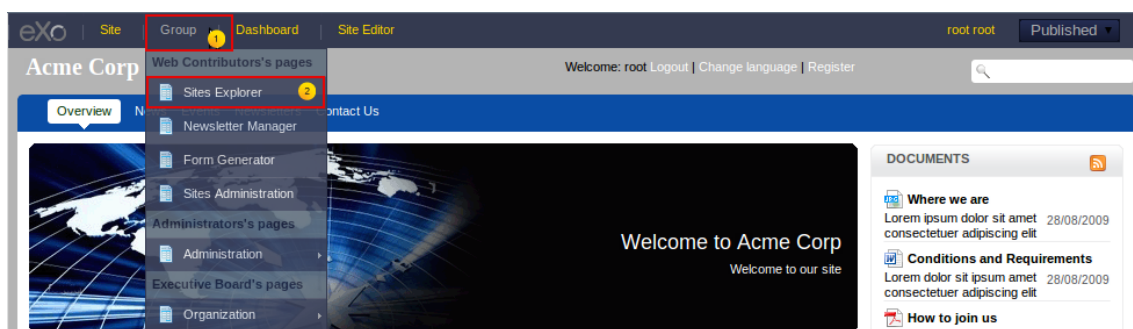 eXo | Site | Group 1 | Dashboard | Site Editor root root Published
Acme Corp
Welcome: root Logout | Change language | Register
Web Contributors's pages
Sites Explorer 2
Newsletter Manager
Form Generator
Sites Administration
Administrators's pages
Administration
Executive Board's pages
Organization
Overview News Events Newsletters Contact Us
Welcome to Acme Corp
Welcome to our site
DOCUMENTS
Where we are
Lorem ipsum dolor sit amet 28/08/2009
consectetuer adipiscing elit
Conditions and Requirements
Lorem dolor sit ipsum amet 28/08/2009
consectetuer adipiscing elit
How to join us